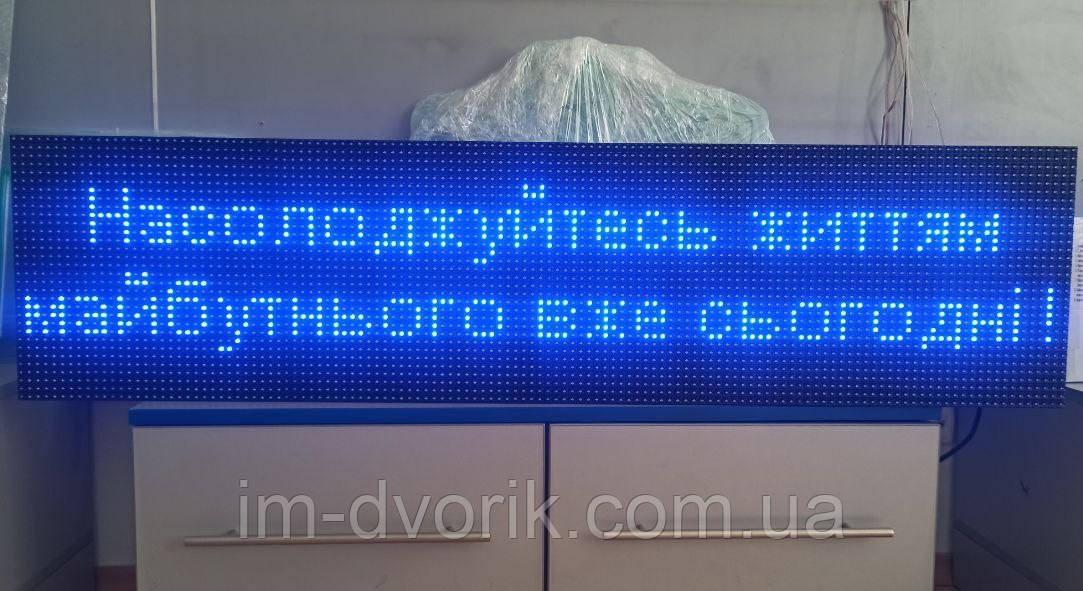 Насолоджуйтесь життям
майбутнього вже сьогодні!
im-dvorik.com.ua